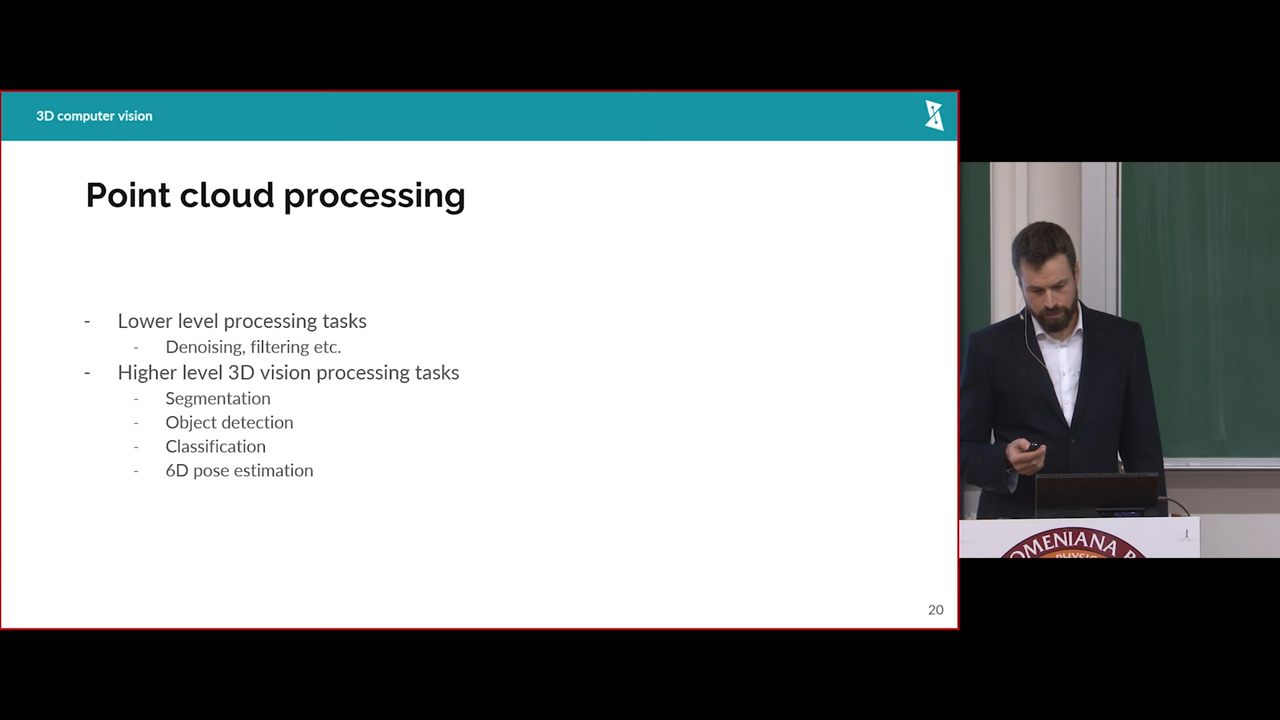 3D computer vision
Point cloud processing
- Lower level processing tasks
- Denoising, filtering etc.
- Higher level 3D vision processing tasks
- Segmentation
- Object detection
- Classification
- 6D pose estimation
20